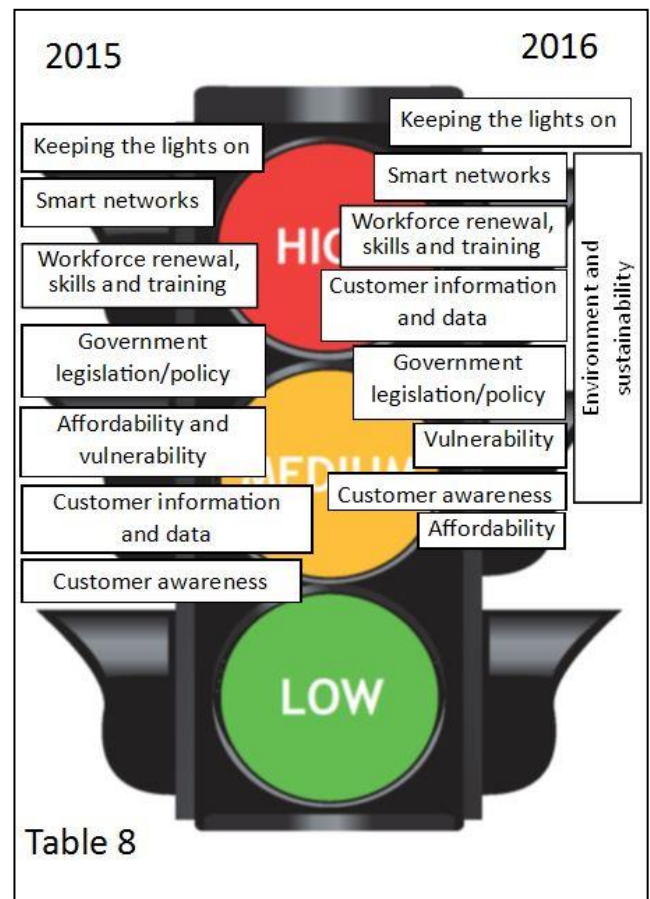 2015
2016
Keeping the lights on
Smart networks
Workforce renewal,
skills and training
Government
legislation/policy
Affordability and
vulnerability
Customer information
and data
Customer awareness
HIG
MEDIUM
LOW
Keeping the lights on
Smart networks
Workforce renewal,
skills and training
Customer information
and data
Government
legislation/policy
Vulnerability
Customer awareness
Affordability
Environment and
sustainability
Table 8